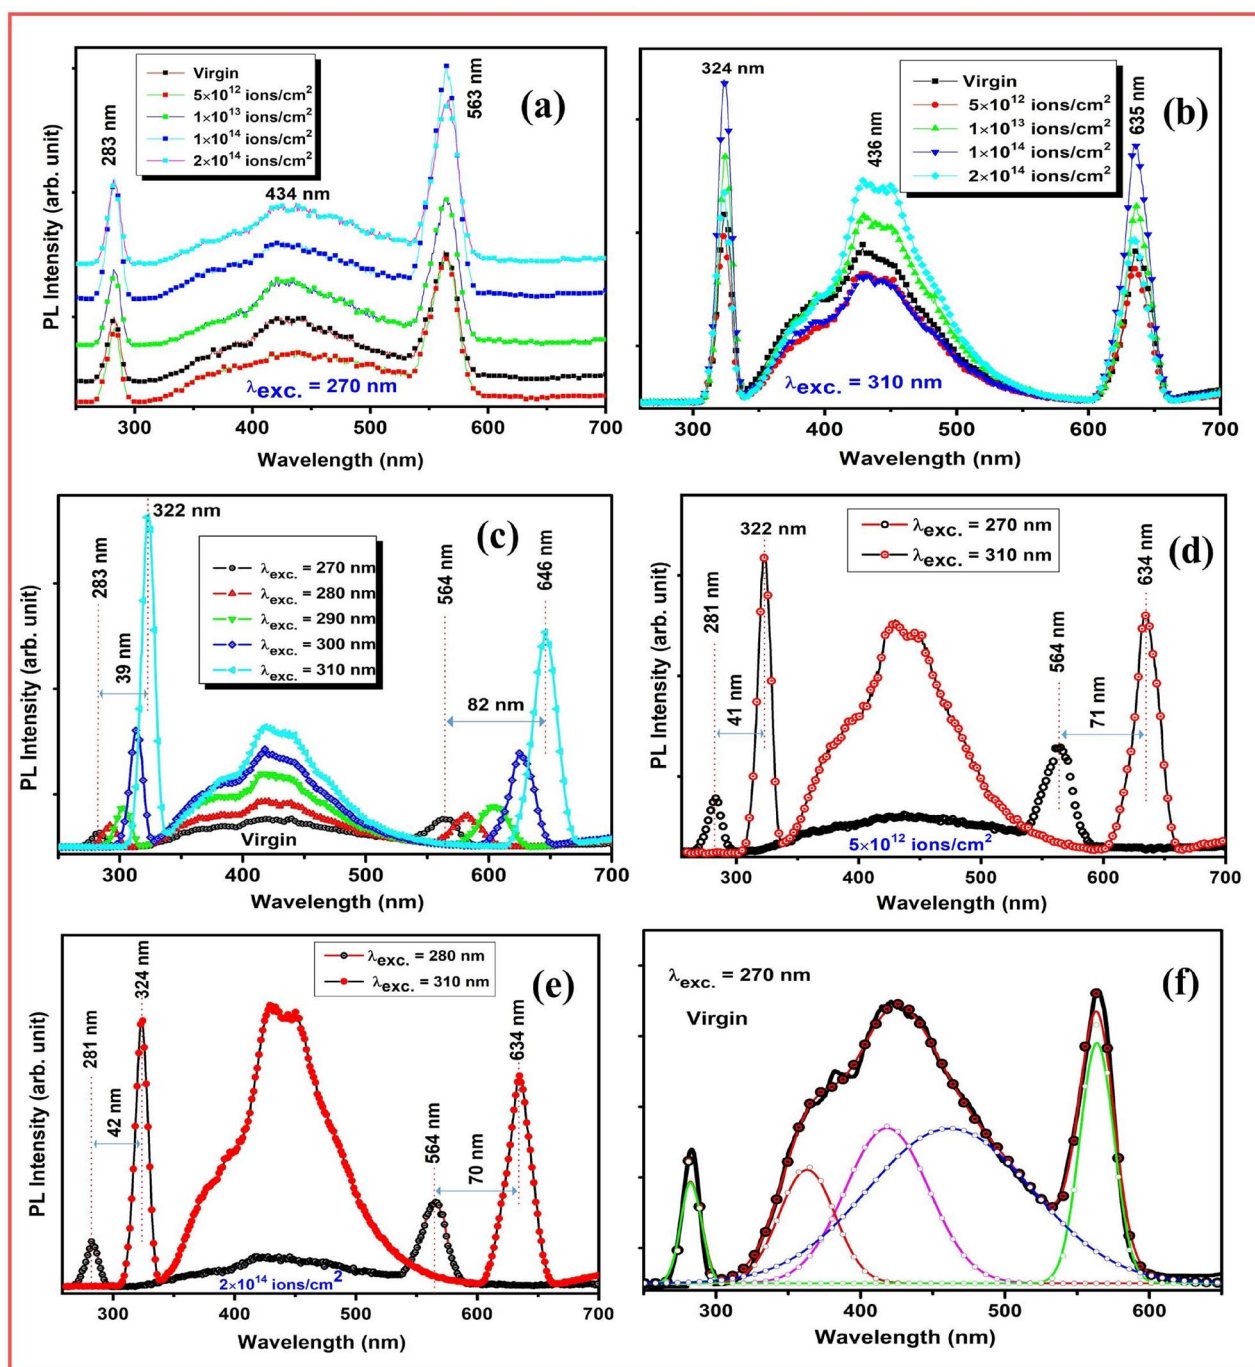 (a)
Virgin
5×10¹² ions/cm²
1×10¹³ ions/cm²
1×10¹⁴ ions/cm²
2×10¹⁴ ions/cm²
283 nm
434 nm
563 nm
λexc. = 270 nm
PL Intensity (arb. unit)
300 400 500 600 700
Wavelength (nm)
(b)
Virgin
5×10¹² ions/cm²
1×10¹³ ions/cm²
1×10¹⁴ ions/cm²
2×10¹⁴ ions/cm²
324 nm
436 nm
635 nm
λexc. = 310 nm
PL Intensity (arb. unit)
300 400 500 600 700
Wavelength (nm)
(c)
322 nm
283 nm
39 nm
λexc. = 270 nm
λexc. = 280 nm
λexc. = 290 nm
λexc. = 300 nm
λexc. = 310 nm
564 nm
646 nm
82 nm
Virgin
PL Intensity (arb. unit)
300 400 500 600 700
Wavelength (nm)
(d)
λexc. = 270 nm
λexc. = 310 nm
322 nm
281 nm
41 nm
564 nm
634 nm
71 nm
5×10¹² ions/cm²
PL Intensity (arb. unit)
300 400 500 600 700
Wavelength (nm)
(e)
λexc. = 280 nm
λexc. = 310 nm
324 nm
281 nm
42 nm
564 nm
634 nm
70 nm
2×10¹⁴ ions/cm²
PL Intensity (arb. unit)
300 400 500 600 700
Wavelength (nm)
(f)
λexc. = 270 nm
Virgin
PL Intensity (arb. unit)
300 400 500 600
Wavelength (nm)